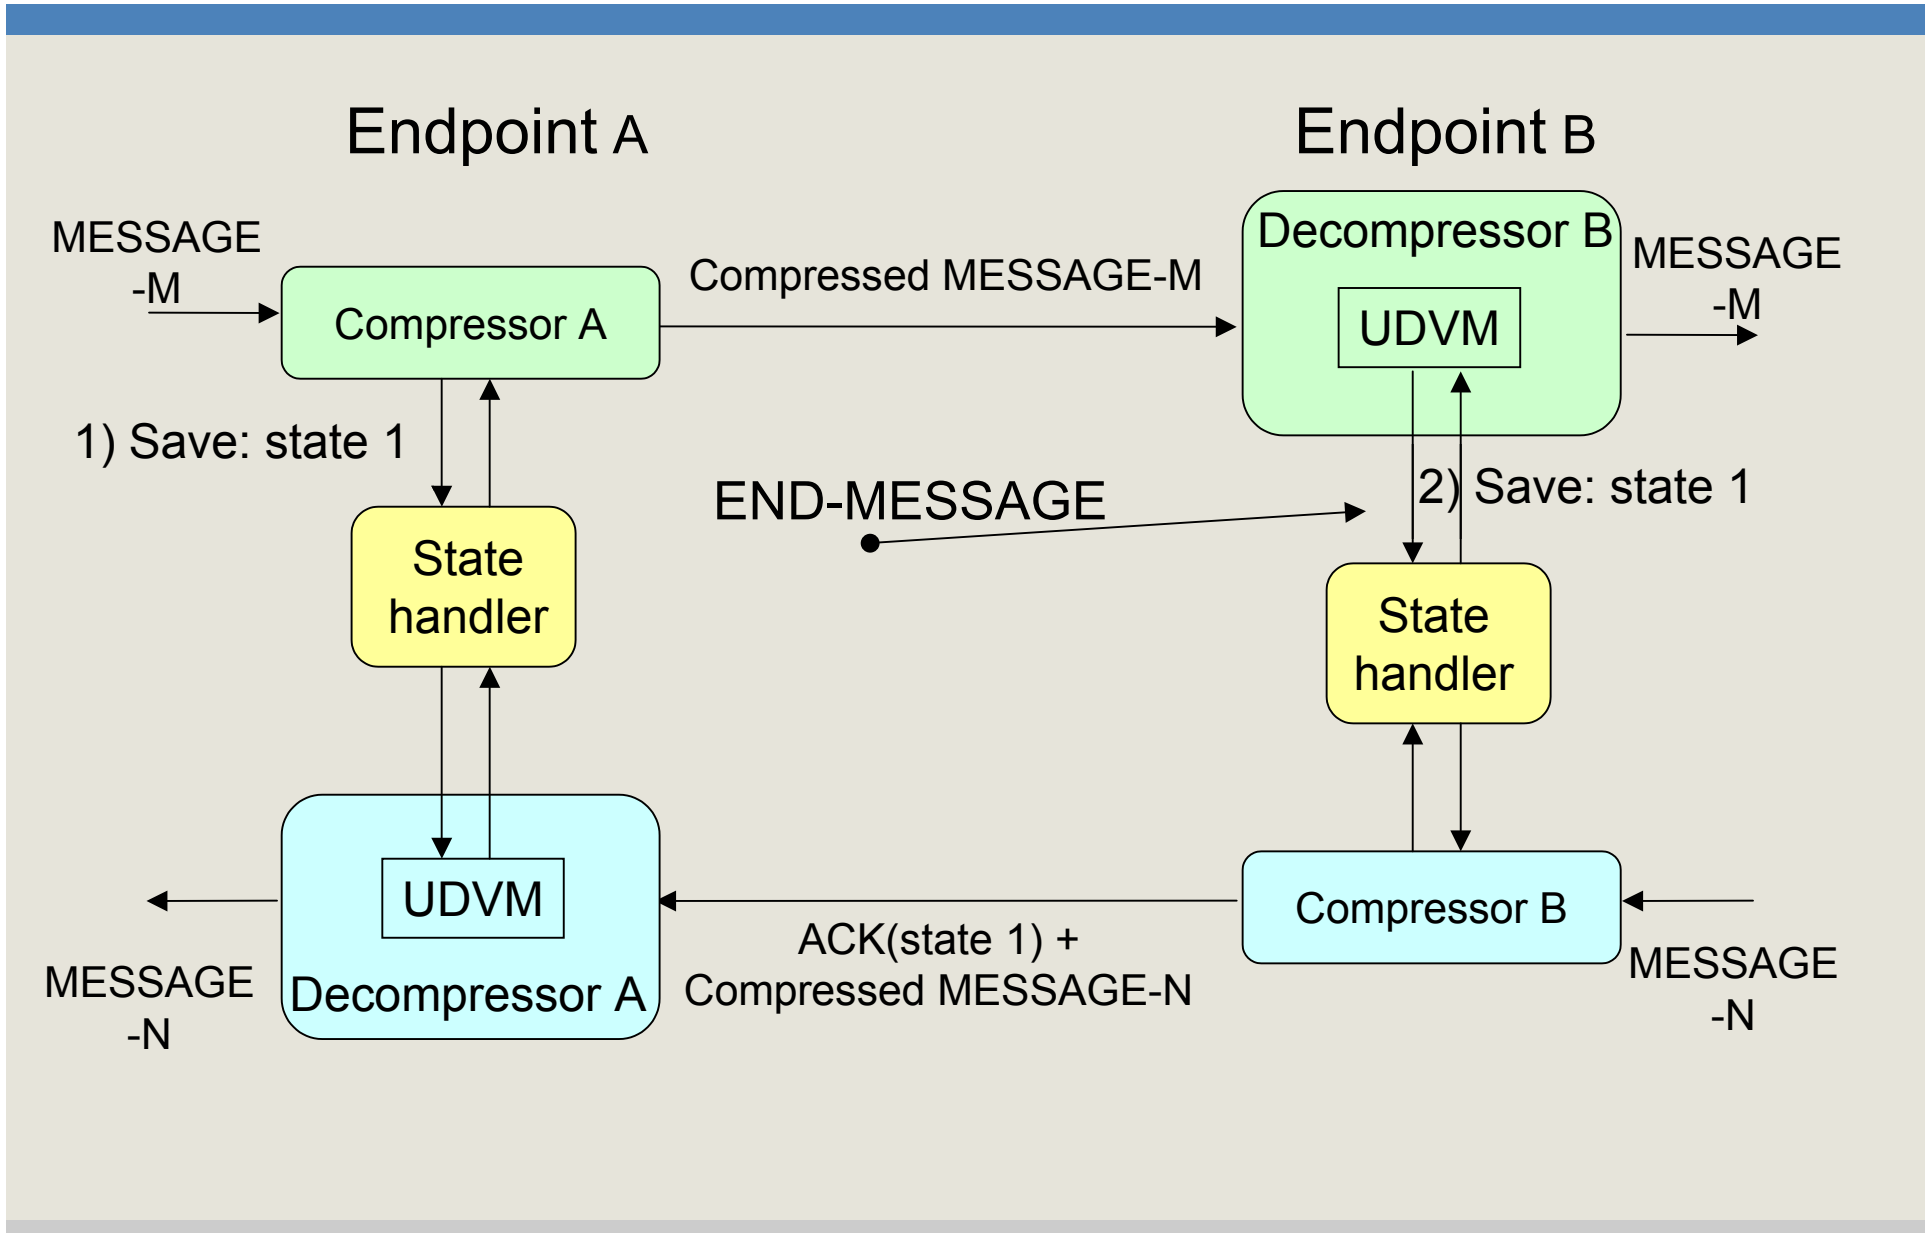 Endpoint A
Endpoint B
MESSAGE
-M
Compressor A
Compressed MESSAGE-M
Decompressor B
UDVM
MESSAGE
-M
1) Save: state 1
END-MESSAGE
2) Save: state 1
State
handler
State
handler
UDVM
Decompressor A
MESSAGE
-N
ACK(state 1) +
Compressed MESSAGE-N
Compressor B
MESSAGE
-N